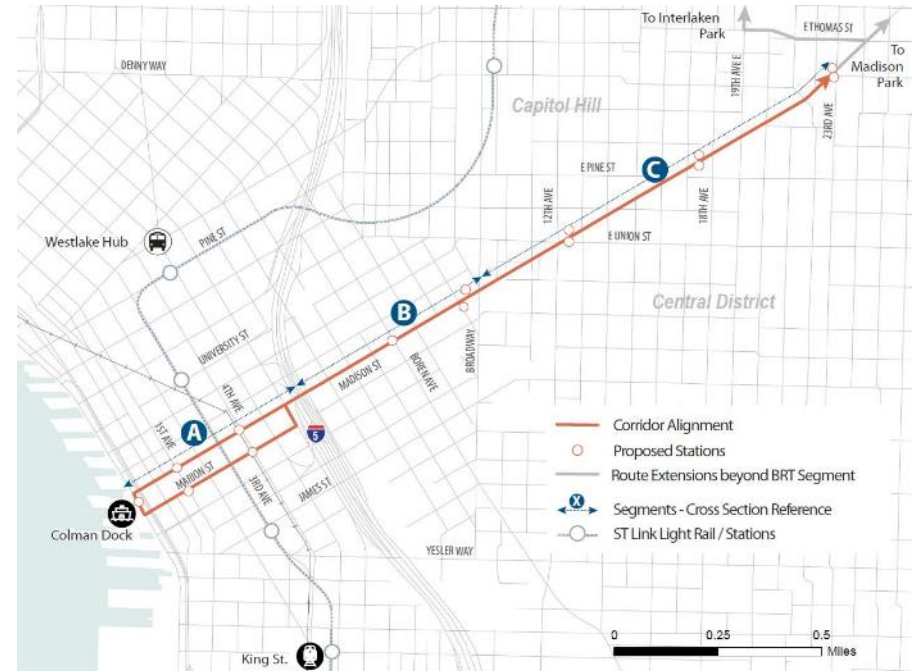 To Interlaken
Park
E THOMAS ST
To
Madison
Park
DENNY WAY
19TH AVE E
Capitol Hill
23RD AVE
C
E PINE ST
18TH AVE
12TH AVE
E UNION ST
Westlake Hub
PINE ST
Central District
B
BROADWAY
UNIVERSITY ST
MADISON ST
BOREN AVE
4TH AVE
1ST AVE
A
5
MARION ST
3RD AVE
JAMES ST
Colman Dock
YESLER WAY
King St.
Corridor Alignment
Proposed Stations
Route Extensions beyond BRT Segment
X
Segments - Cross Section Reference
ST Link Light Rail / Stations
0 0.25 0.5
Miles